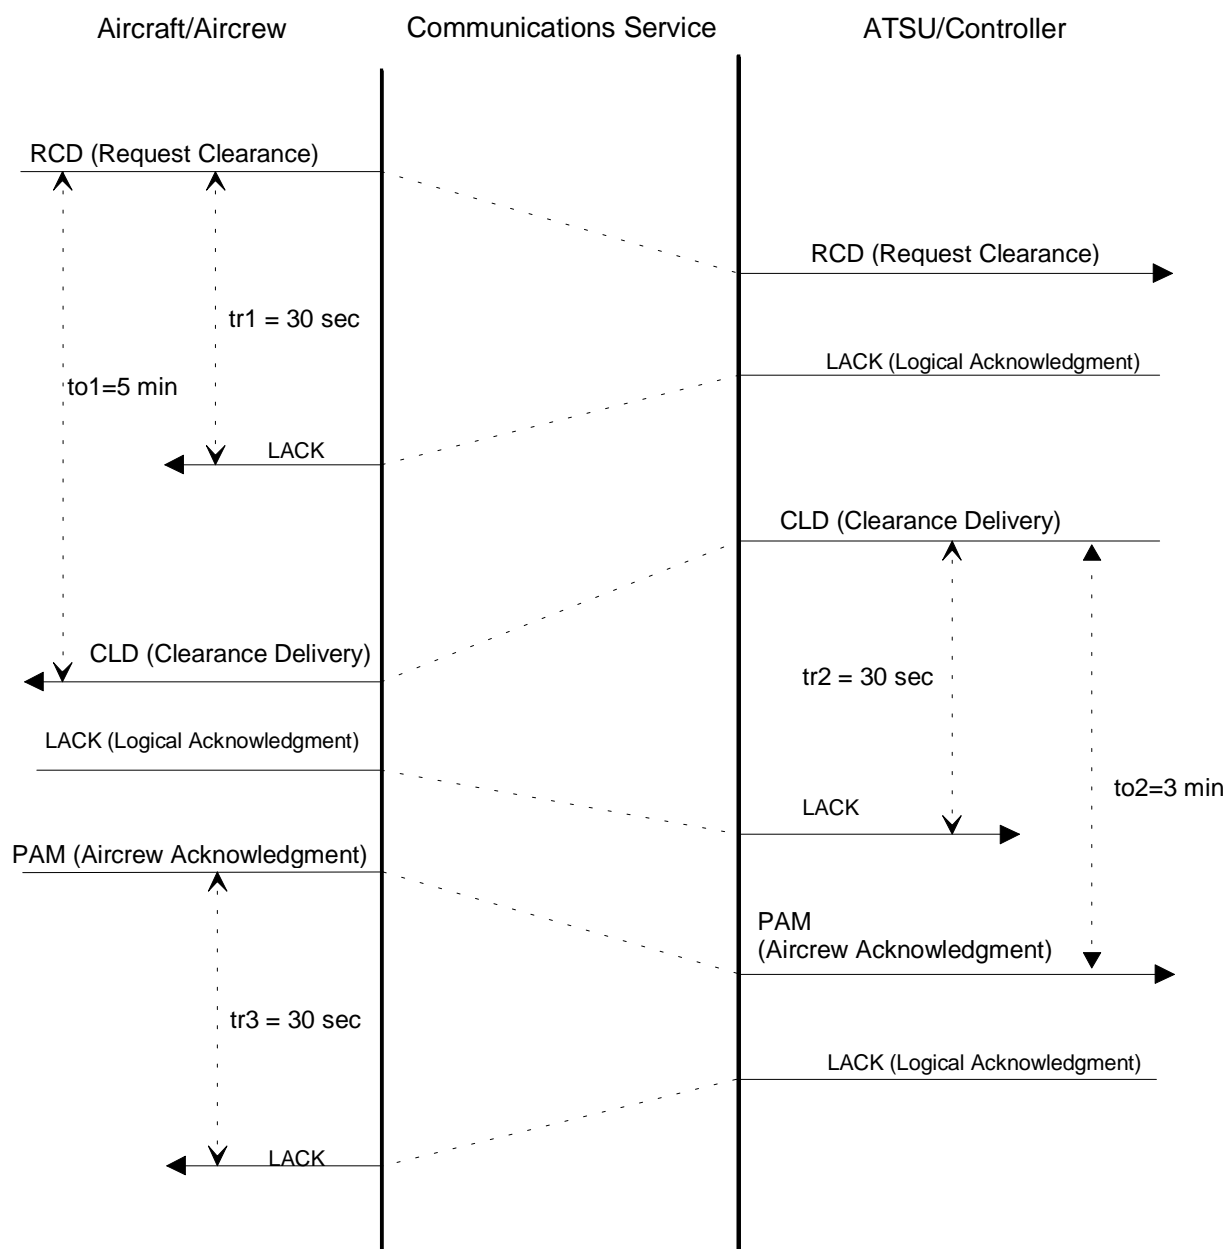 Aircraft/Aircrew
Communications Service
ATSU/Controller
RCD (Request Clearance)
RCD (Request Clearance)
tr1 = 30 sec
LACK (Logical Acknowledgment)
to1=5 min
LACK
CLD (Clearance Delivery)
CLD (Clearance Delivery)
tr2 = 30 sec
LACK (Logical Acknowledgment)
to2=3 min
LACK
PAM (Aircrew Acknowledgment)
PAM
(Aircrew Acknowledgment)
tr3 = 30 sec
LACK (Logical Acknowledgment)
LACK